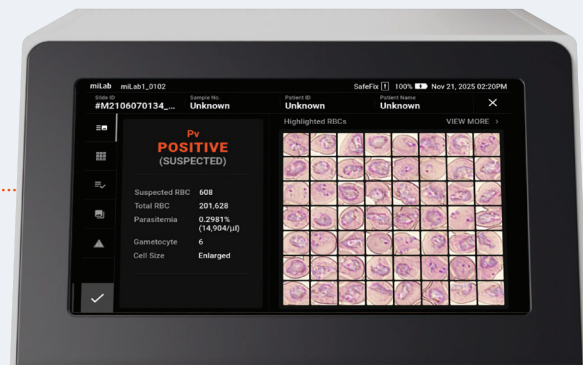 miLab miLab1_0102 SafeFix 100% Nov 21, 2025 02:20PM
Slide ID Sample No. Patient ID Patient Name
#M2106070134_... Unknown Unknown Unknown
Highlighted RBCs VIEW MORE >
Pv
POSITIVE
(SUSPECTED)
Suspected RBC 608
Total RBC 201,628
Parasitemia 0.2981%
(14,904/µl)
Gametocyte 6
Cell Size Enlarged